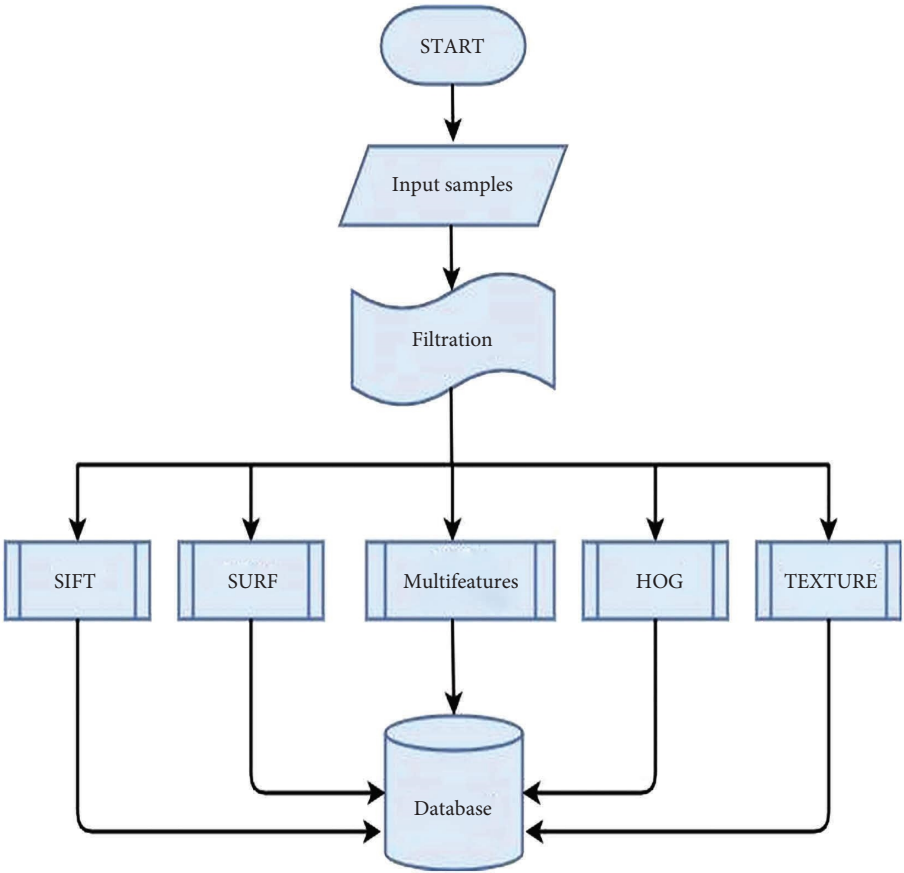 START
Input samples
Filtration
SIFT
SURF
Multifeatures
HOG
TEXTURE
Database